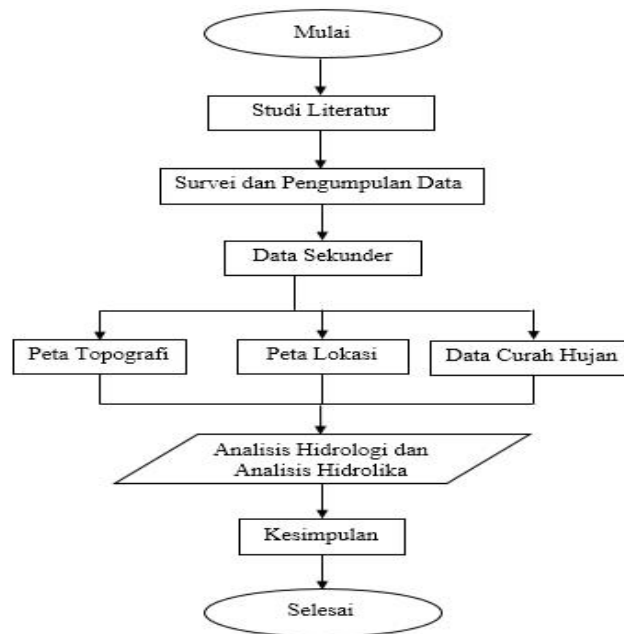 Mulai
Studi Literatur
Survei dan Pengumpulan Data
Data Sekunder
Peta Topografi
Peta Lokasi
Data Curah Hujan
Analisis Hidrologi dan
Analisis Hidrolika
Kesimpulan
Selesai